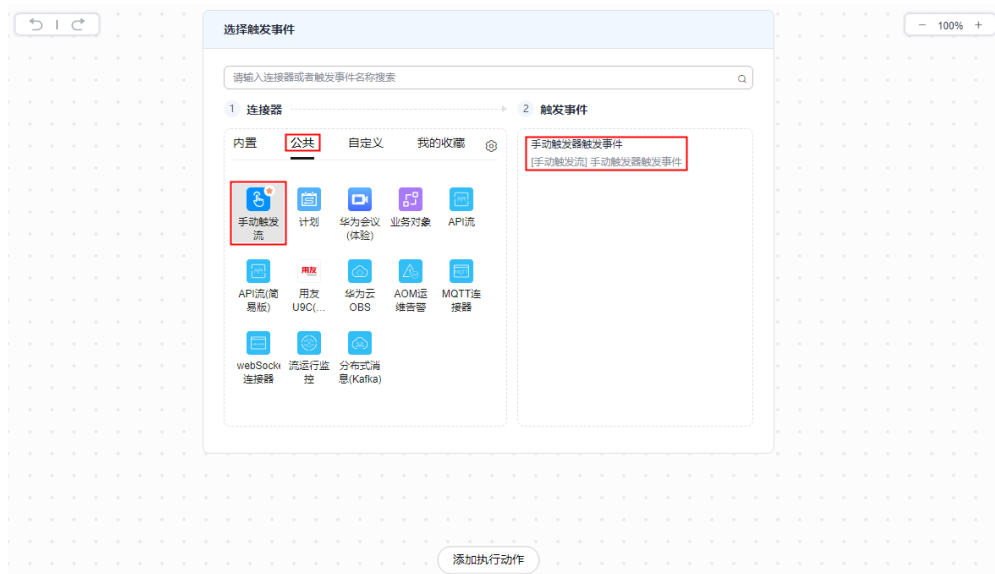 选择触发事件
100%
请输入连接器或者触发事件名称搜索
1 连接器
2 触发事件
内置 公共 自定义 我的收藏
手动触发器触发事件
[手动触发流] 手动触发器触发事件
手动触发
流
计划
华为会议
(体验)
业务对象
API流
API流(简
易版)
用友
用友
U9C(...
华为云
OBS
AOM运
维告警
MQTT连
接器
webSocke
连接器
流运行监
控
分布式消
息(Kafka)
添加执行动作